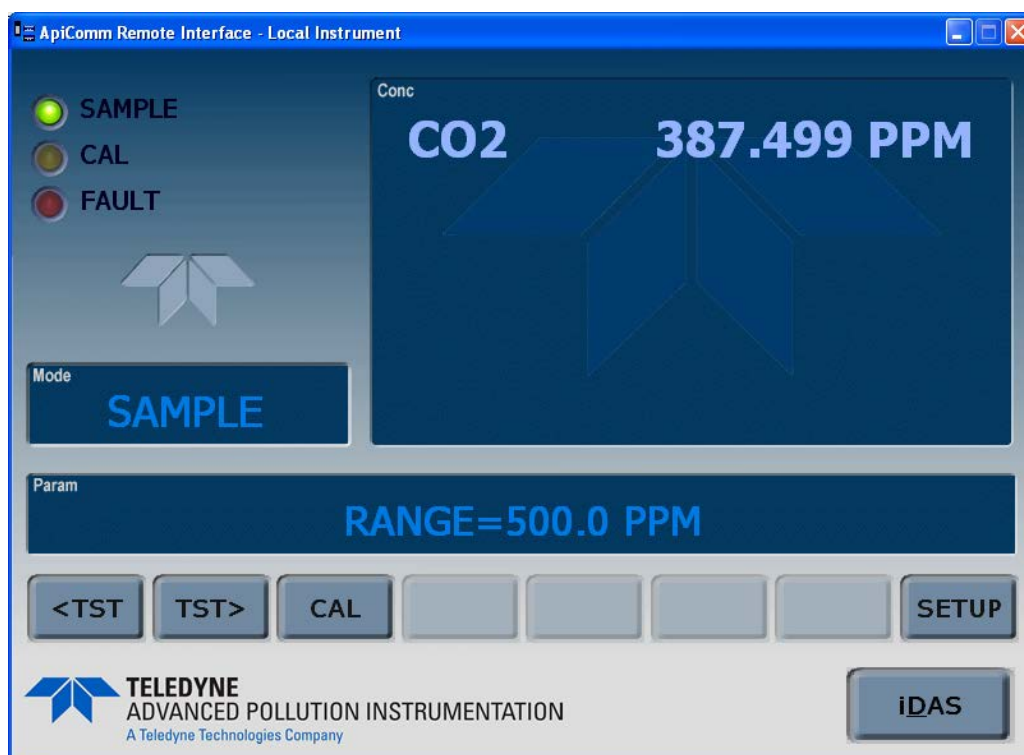 ApiComm Remote Interface - Local Instrument
SAMPLE
CAL
FAULT
Conc
CO2 387.499 PPM
Mode
SAMPLE
Param
RANGE=500.0 PPM
<TST TST> CAL SETUP
TELEDYNE
ADVANCED POLLUTION INSTRUMENTATION
A Teledyne Technologies Company
iDAS